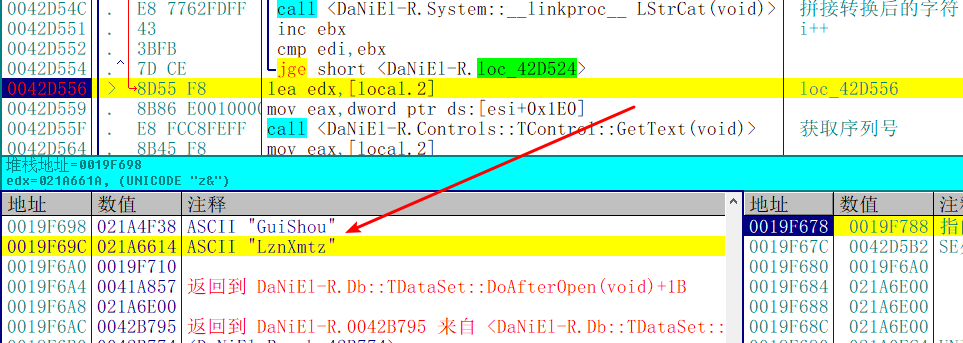 0042D54C . E8 7762FDFF call <DaNiEl-R.System::__linkproc__ LStrCat(void)> 拼接转换后的字符
0042D551 . 43 inc ebx i++
0042D552 . 3BFB cmp edi,ebx
0042D554 .^ 7D CE jge short <DaNiEl-R.loc_42D524>
0042D556 > 8D55 F8 lea edx,[local.2] loc_42D556
0042D559 . 8B86 E0010000 mov eax,dword ptr ds:[esi+0x1E0]
0042D55F . E8 FCC8FEFF call <DaNiEl-R.Controls::TControl::GetText(void)> 获取序列号
0042D564 . 8B45 F8 mov eax,[local.2]
堆栈地址=0019F698
edx=021A661A, (UNICODE "z&")
地址 数值 注释
0019F698 021A4F38 ASCII "GuiShou"
0019F69C 021A6614 ASCII "LznXmtz"
0019F6A0 0019F710
0019F6A4 0041A857 返回到 DaNiEl-R.Db::TDataSet::DoAfterOpen(void)+1B
0019F6A8 021A6E00
0019F6AC 0042B795 返回到 DaNiEl-R.0042B795 来自 <DaNiEl-R.Db::TDataSet::
地址 数值
0019F678 0019F788
0019F67C 0042D5B2
0019F680 0019F6A0
0019F684 021A6E00
0019F688 021A6E00
0019F68C 021A6E00